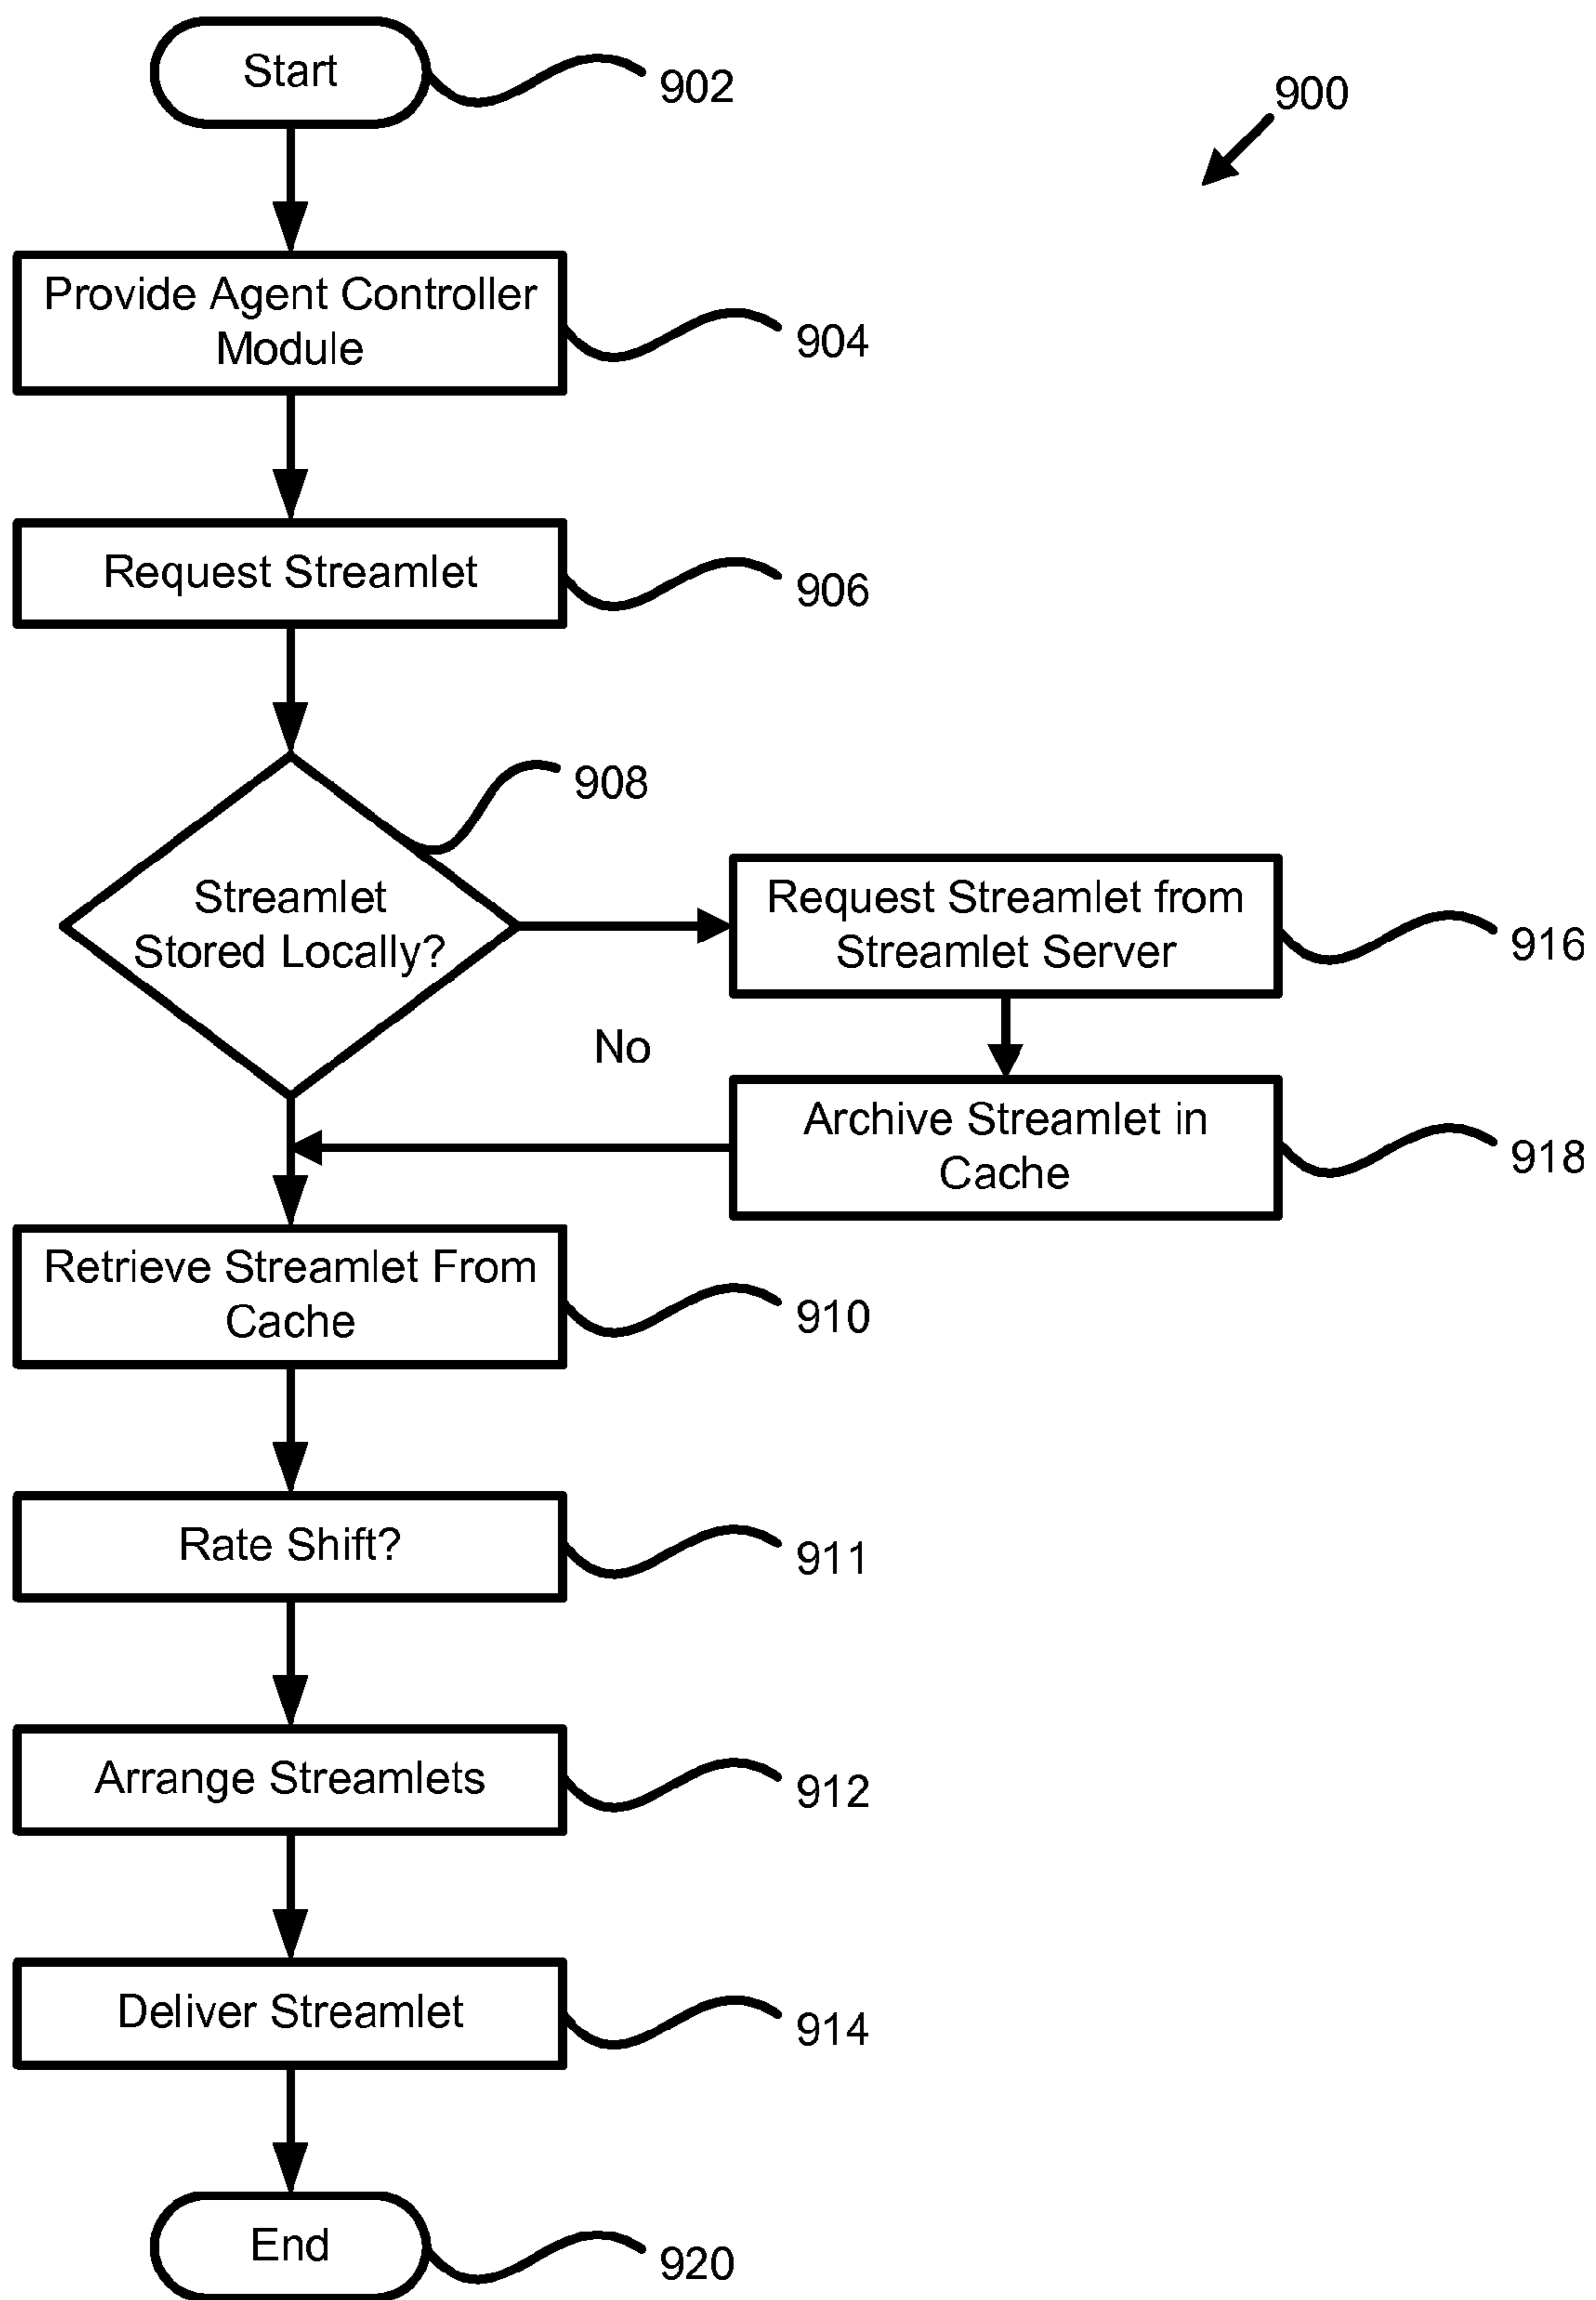 Start
902
900
Provide Agent Controller
Module
904
Request Streamlet
906
908
Streamlet
Stored Locally?
Request Streamlet from
Streamlet Server
916
No
Archive Streamlet in
Cache
918
Retrieve Streamlet From
Cache
910
Rate Shift?
911
Arrange Streamlets
912
Deliver Streamlet
914
End
920